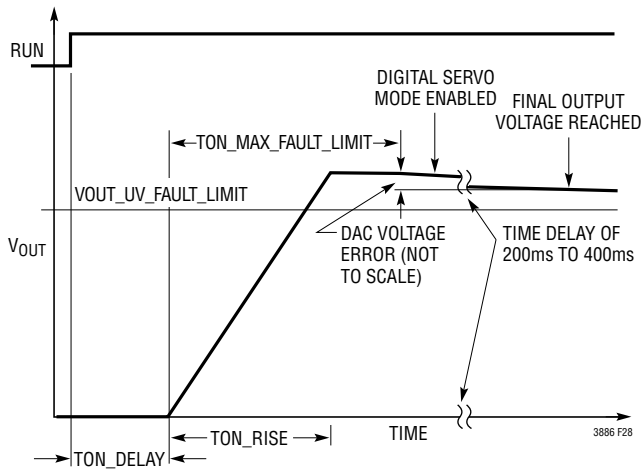 RUN
DIGITAL SERVO
MODE ENABLED
FINAL OUTPUT
VOLTAGE REACHED
TON_MAX_FAULT_LIMIT
VOUT_UV_FAULT_LIMIT
VOUT
DAC VOLTAGE
ERROR (NOT
TO SCALE)
TIME DELAY OF
200ms TO 400ms
TON_RISE
TIME
3886 F28
TON_DELAY